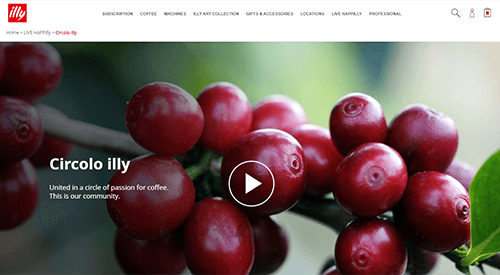 illy
SUBSCRIPTION COFFEE MACHINES ILLY ART COLLECTION GIFTS & ACCESSORIES LOCATIONS LIVE HAPPILLY PROFESSIONAL
Home > LIVE HAPPIlly > Circolo illy
Circolo illy
United in a circle of passion for coffee.
This is our community.